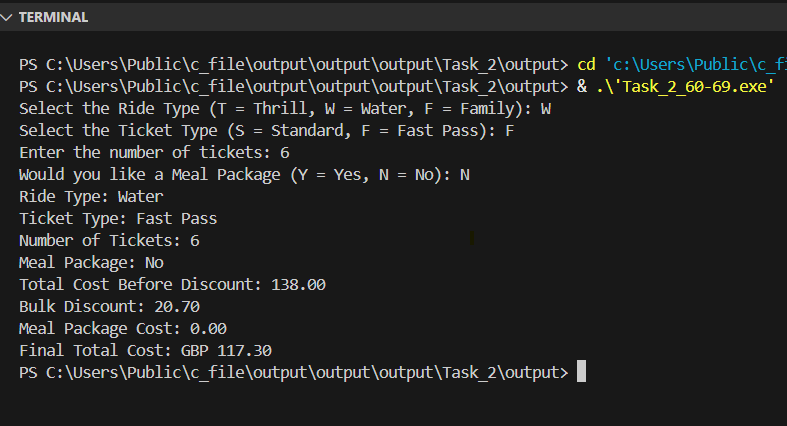 TERMINAL
PS C:\Users\Public\c_file\output\output\output\Task_2\output> cd 'c:\Users\Public\c_fi
PS C:\Users\Public\c_file\output\output\output\Task_2\output> & .\'Task_2_60-69.exe'
Select the Ride Type (T = Thrill, W = Water, F = Family): W
Select the Ticket Type (S = Standard, F = Fast Pass): F
Enter the number of tickets: 6
Would you like a Meal Package (Y = Yes, N = No): N
Ride Type: Water
Ticket Type: Fast Pass
Number of Tickets: 6
Meal Package: No
Total Cost Before Discount: 138.00
Bulk Discount: 20.70
Meal Package Cost: 0.00
Final Total Cost: GBP 117.30
PS C:\Users\Public\c_file\output\output\output\Task_2\output>